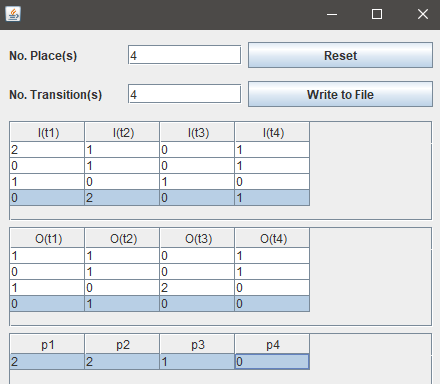 No. Place(s) 4 Reset
No. Transition(s) 4 Write to File
I(t1) I(t2) I(t3) I(t4)
2 1 0 1
0 1 0 1
1 0 1 0
0 2 0 1
O(t1) O(t2) O(t3) O(t4)
1 1 0 1
0 1 0 1
1 0 2 0
0 1 0 0
p1 p2 p3 p4
2 2 1 0